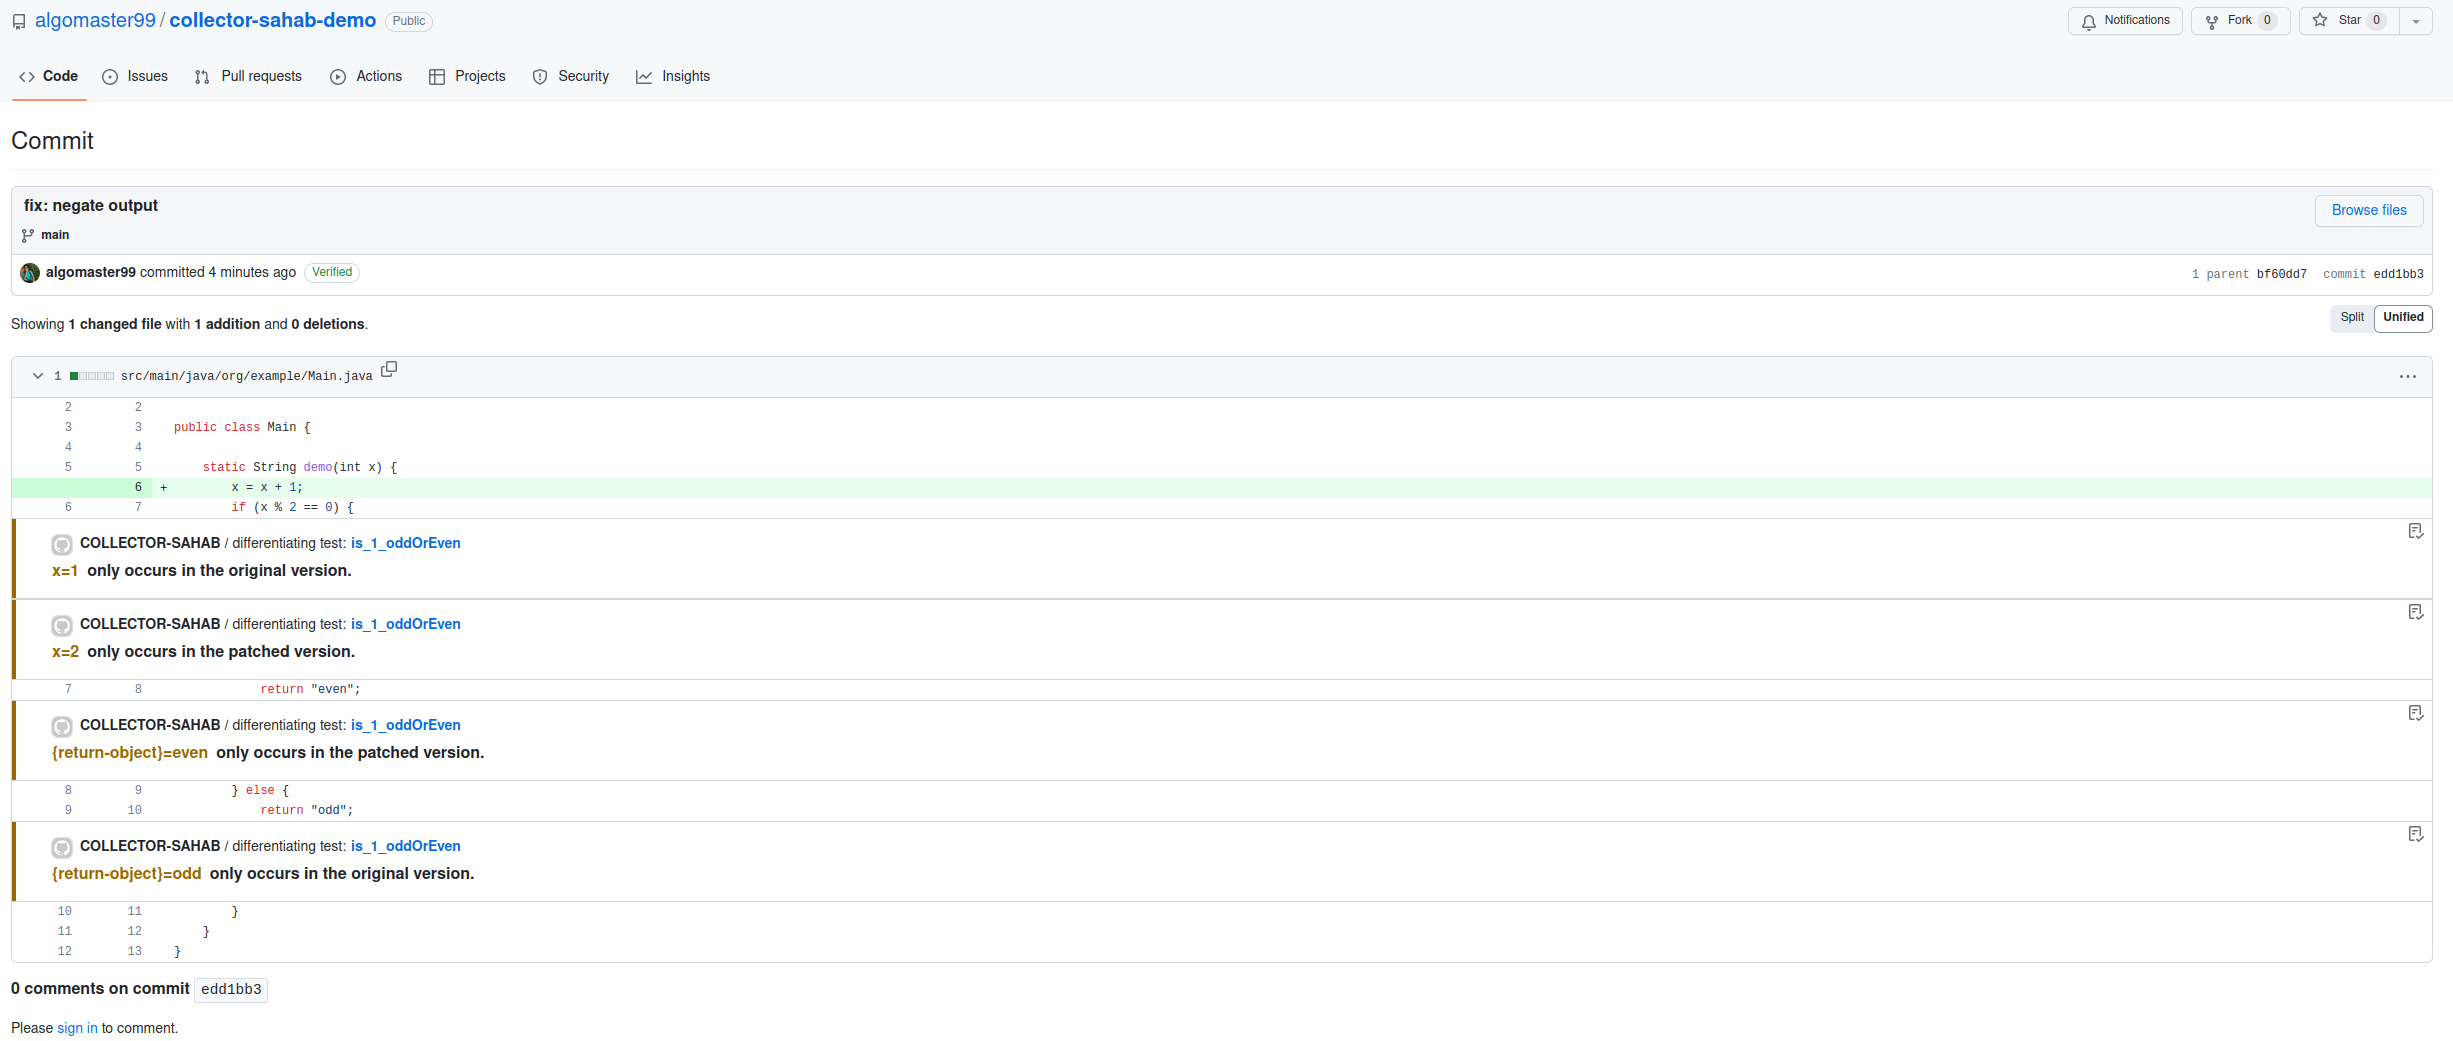 algomaster99 / collector-sahab-demo Public
Notifications Fork 0 Star 0
Code Issues Pull requests Actions Projects Security Insights
Commit
fix: negate output
Browse files
main
algomaster99 committed 4 minutes ago Verified
1 parent bf60dd7 commit edd1bb3
Showing 1 changed file with 1 addition and 0 deletions.
Split Unified
1 src/main/java/org/example/Main.java
2 2
3 3 public class Main {
4 4
5 5 static String demo(int x) {
6 + x = x + 1;
6 7 if (x % 2 == 0) {
COLLECTOR-SAHAB / differentiating test: is_1_oddOrEven
x=1 only occurs in the original version.
COLLECTOR-SAHAB / differentiating test: is_1_oddOrEven
x=2 only occurs in the patched version.
7 8 return "even";
COLLECTOR-SAHAB / differentiating test: is_1_oddOrEven
{return-object}=even only occurs in the patched version.
8 9 } else {
9 10 return "odd";
COLLECTOR-SAHAB / differentiating test: is_1_oddOrEven
{return-object}=odd only occurs in the original version.
10 11 }
11 12 }
12 13 }
0 comments on commit edd1bb3
Please sign in to comment.